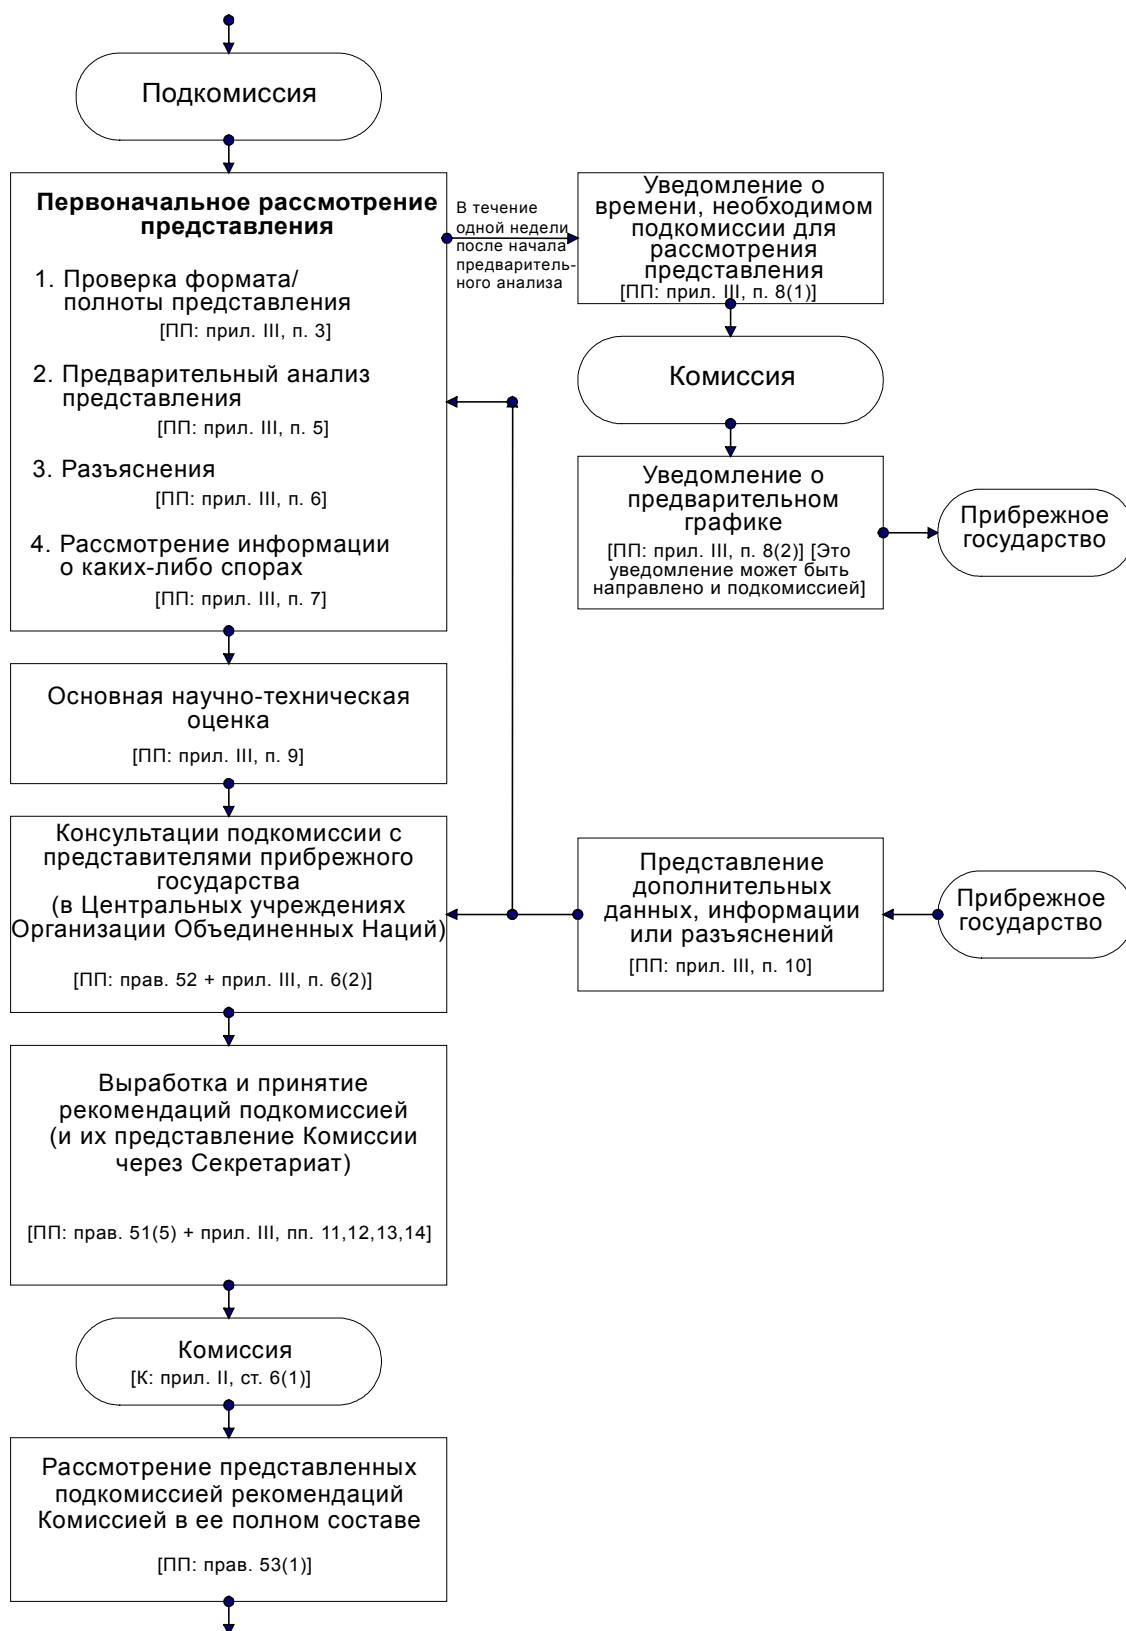 Подкомиссия
Первоначальное рассмотрение
представления
1. Проверка формата/
полноты представления
[ПП: прил. III, п. 3]
2. Предварительный анализ
представления
[ПП: прил. III, п. 5]
3. Разъяснения
[ПП: прил. III, п. 6]
4. Рассмотрение информации
о каких-либо спорах
[ПП: прил. III, п. 7]
В течение
одной недели
после начала
предваритель-
ного анализа
Уведомление о
времени, необходимом
подкомиссии для
рассмотрения
представления
[ПП: прил. III, п. 8(1)]
Комиссия
Уведомление о
предварительном
графике
[ПП: прил. III, п. 8(2)] [Это
уведомление может быть
направлено и подкомиссией]
Прибрежное
государство
Основная научно-техническая
оценка
[ПП: прил. III, п. 9]
Консультации подкомиссии с
представителями прибрежного
государства
(в Центральных учреждениях
Организации Объединенных Наций)
[ПП: прав. 52 + прил. III, п. 6(2)]
Представление
дополнительных
данных, информации
или разъяснений
[ПП: прил. III, п. 10]
Прибрежное
государство
Выработка и принятие
рекомендаций подкомиссией
(и их представление Комиссии
через Секретариат)
[ПП: прав. 51(5) + прил. III, пп. 11,12,13,14]
Комиссия
[К: прил. II, ст. 6(1)]
Рассмотрение представленных
подкомиссией рекомендаций
Комиссией в ее полном составе
[ПП: прав. 53(1)]